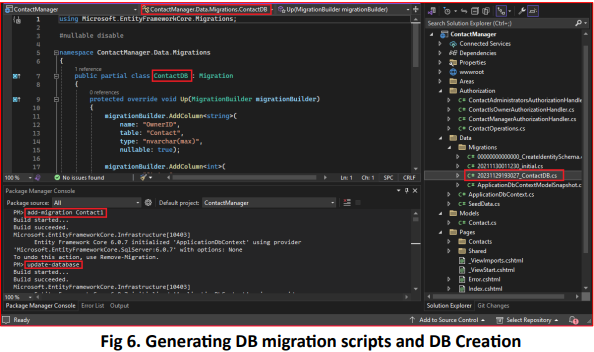 ContactManager
ContactManager.Data.Migrations.ContactDB
Up(MigrationBuilder migrationBuilder)
1 using Microsoft.EntityFrameworkCore.Migrations;
2
3 #nullable disable
4
5 namespace ContactManager.Data.Migrations
6 {
1 reference
7 public partial class ContactDB : Migration
8 {
0 references
9 protected override void Up(MigrationBuilder migrationBuilder)
10 {
11 migrationBuilder.AddColumn<string>(
12 name: "OwnerID",
13 table: "Contact",
14 type: "nvarchar(max)",
15 nullable: true);
16
17 migrationBuilder.AddColumn<int>(
100 % No issues found Ln: 1 Ch: 1 SPC CRLF
Package Manager Console
Package source: All Default project: ContactManager
PM> add-migration Contact1
Build started...
Build succeeded.
Microsoft.EntityFrameworkCore.Infrastructure[10403]
Entity Framework Core 6.0.7 initialized 'ApplicationDbContext' using provider
'Microsoft.EntityFrameworkCore.SqlServer:6.0.7' with options: None
To undo this action, use Remove-Migration.
PM> update-database
Build started...
Build succeeded.
Microsoft.EntityFrameworkCore.Infrastructure[10403]
100 %
Package Manager Console Error List Output
Ready
Solution Explorer
Search Solution Explorer (Ctrl+;)
ContactManager
Connected Services
Dependencies
Properties
wwwroot
Areas
Authorization
C# ContactAdministratorsAuthorizationHandler
C# ContactIsOwnerAuthorizationHandler
C# ContactManagerAuthorizationHandler
C# ContactOperations.cs
Data
Migrations
C# 00000000000000_CreateIdentitySchema.
C# 20211130011230_initial.cs
C# 20231129193027_ContactDB.cs
C# ApplicationDbContextModelSnapshot.c
C# ApplicationDbContext.cs
C# SeedData.cs
Models
C# Contact.cs
Pages
Contacts
Shared
_ViewImports.cshtml
_ViewStart.cshtml
Error.cshtml
Index.cshtml
Solution Explorer Git Changes
Add to Source Control Select Repository
Fig 6. Generating DB migration scripts and DB Creation